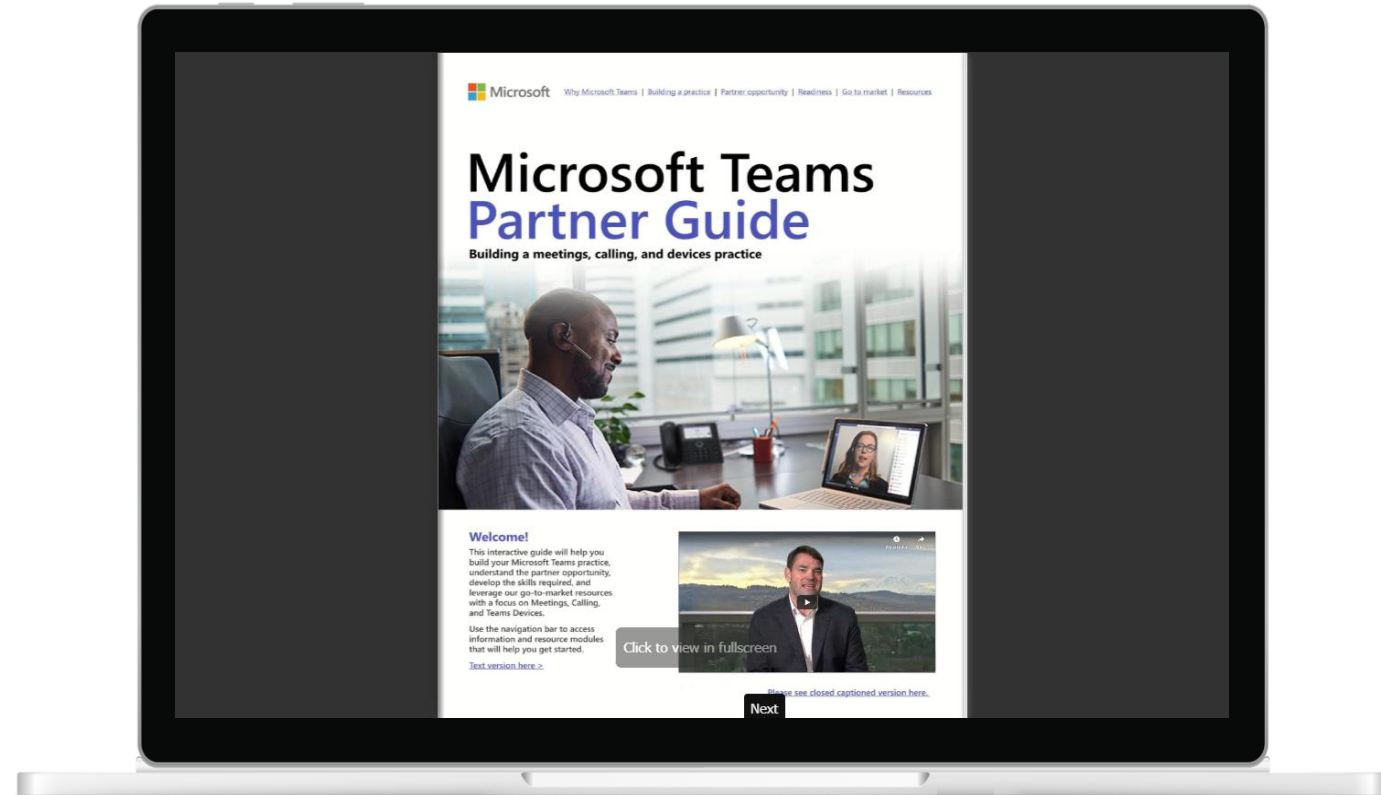 Microsoft
Why Microsoft Teams | Building a practice | Partner opportunity | Readiness | Go to market | Resources
Microsoft Teams
Partner Guide
Building a meetings, calling, and devices practice
Welcome!
This interactive guide will help you
build your Microsoft Teams practice,
understand the partner opportunity,
develop the skills required, and
leverage our go-to-market resources
with a focus on Meetings, Calling,
and Teams Devices.
Use the navigation bar to access
information and resource modules
that will help you get started.
Text version here >
Click to view in fullscreen
Please see closed captioned version here.
Next